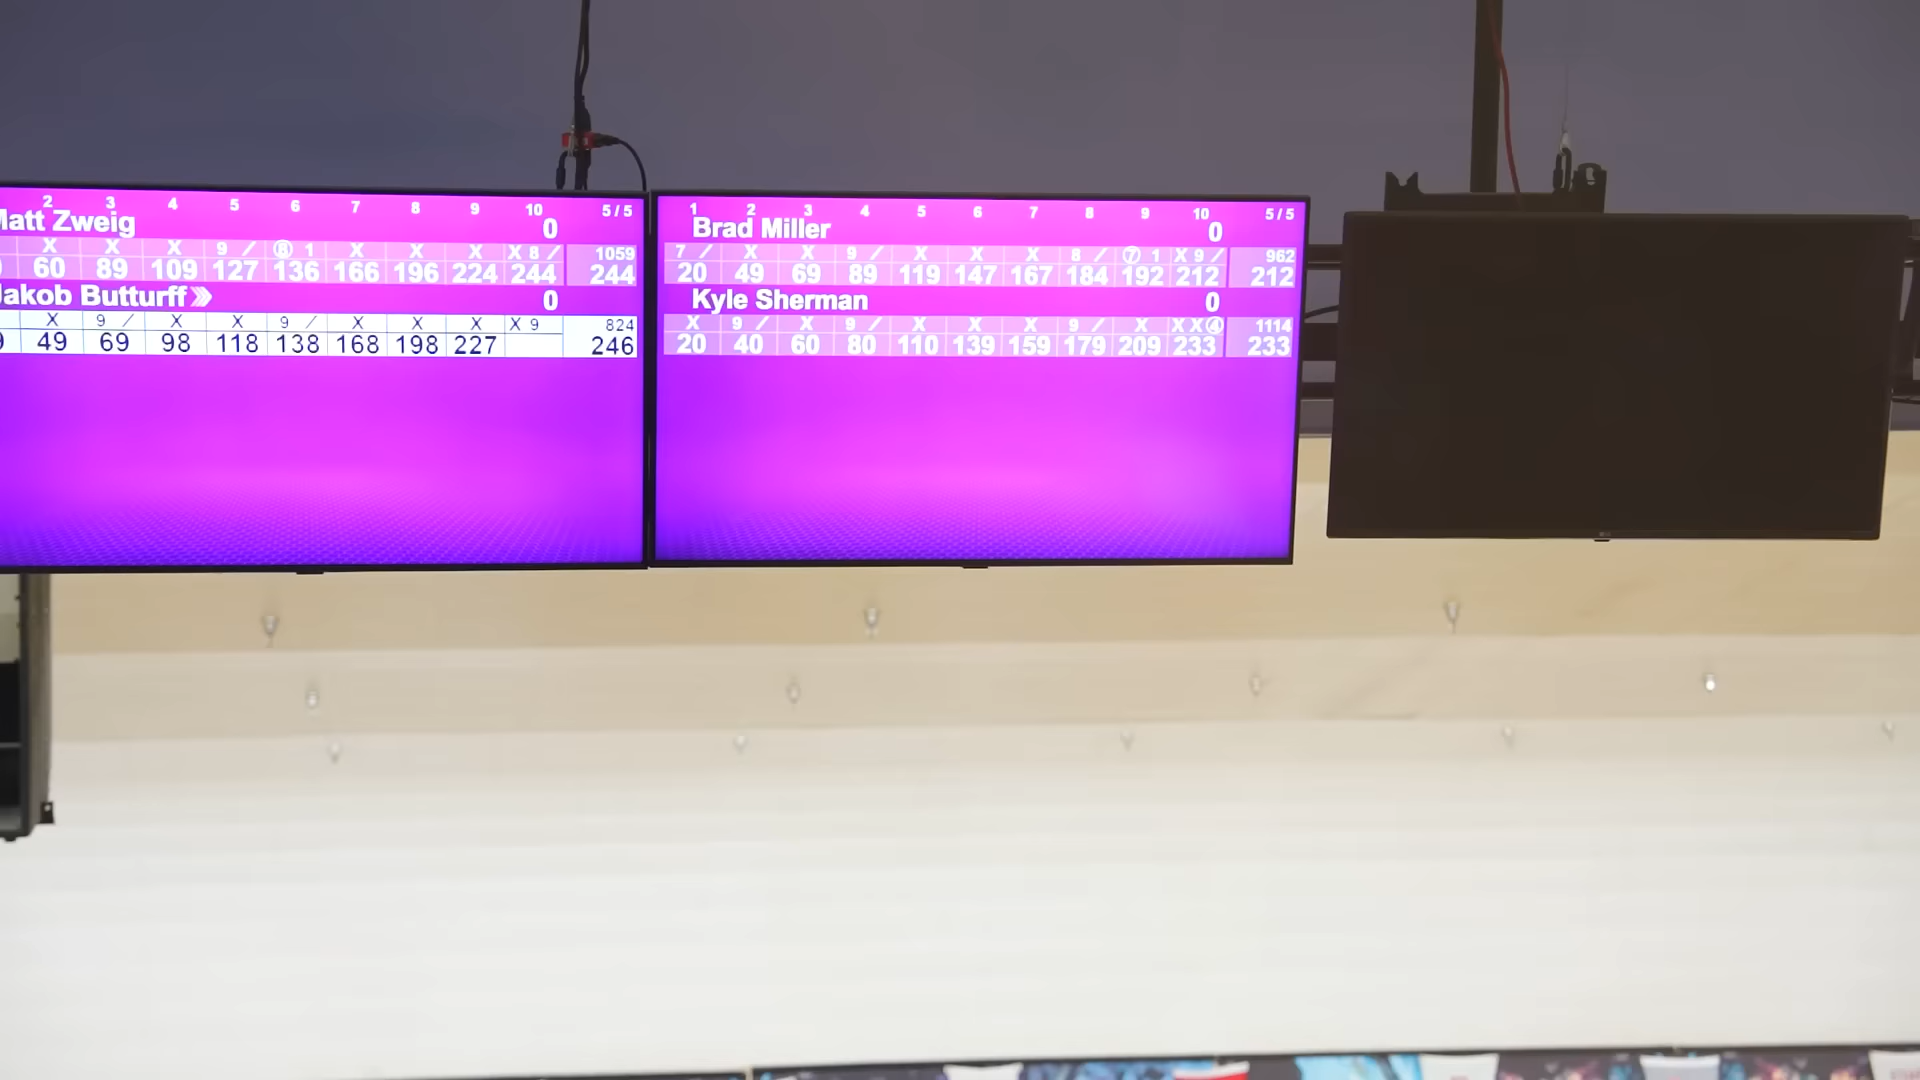 2 3 4 5 6 7 8 9 10 5/5
Matt Zweig 0
X X X 9 / ⑧ 1 X X X X 8 / 1059
60 89 109 127 136 166 196 224 244 244
Jakob Butturff 0
X 9 / X X 9 / X X X X 9 824
49 69 98 118 138 168 198 227 246
1 2 3 4 5 6 7 8 9 10 5/5
Brad Miller 0
7 / X X 9 / X X X 8 / ⑦ 1 X 9 / 962
20 49 69 89 119 147 167 184 192 212 212
Kyle Sherman 0
X 9 / X 9 / X X X 9 / X X X ④ 1114
20 40 60 80 110 139 159 179 209 233 233